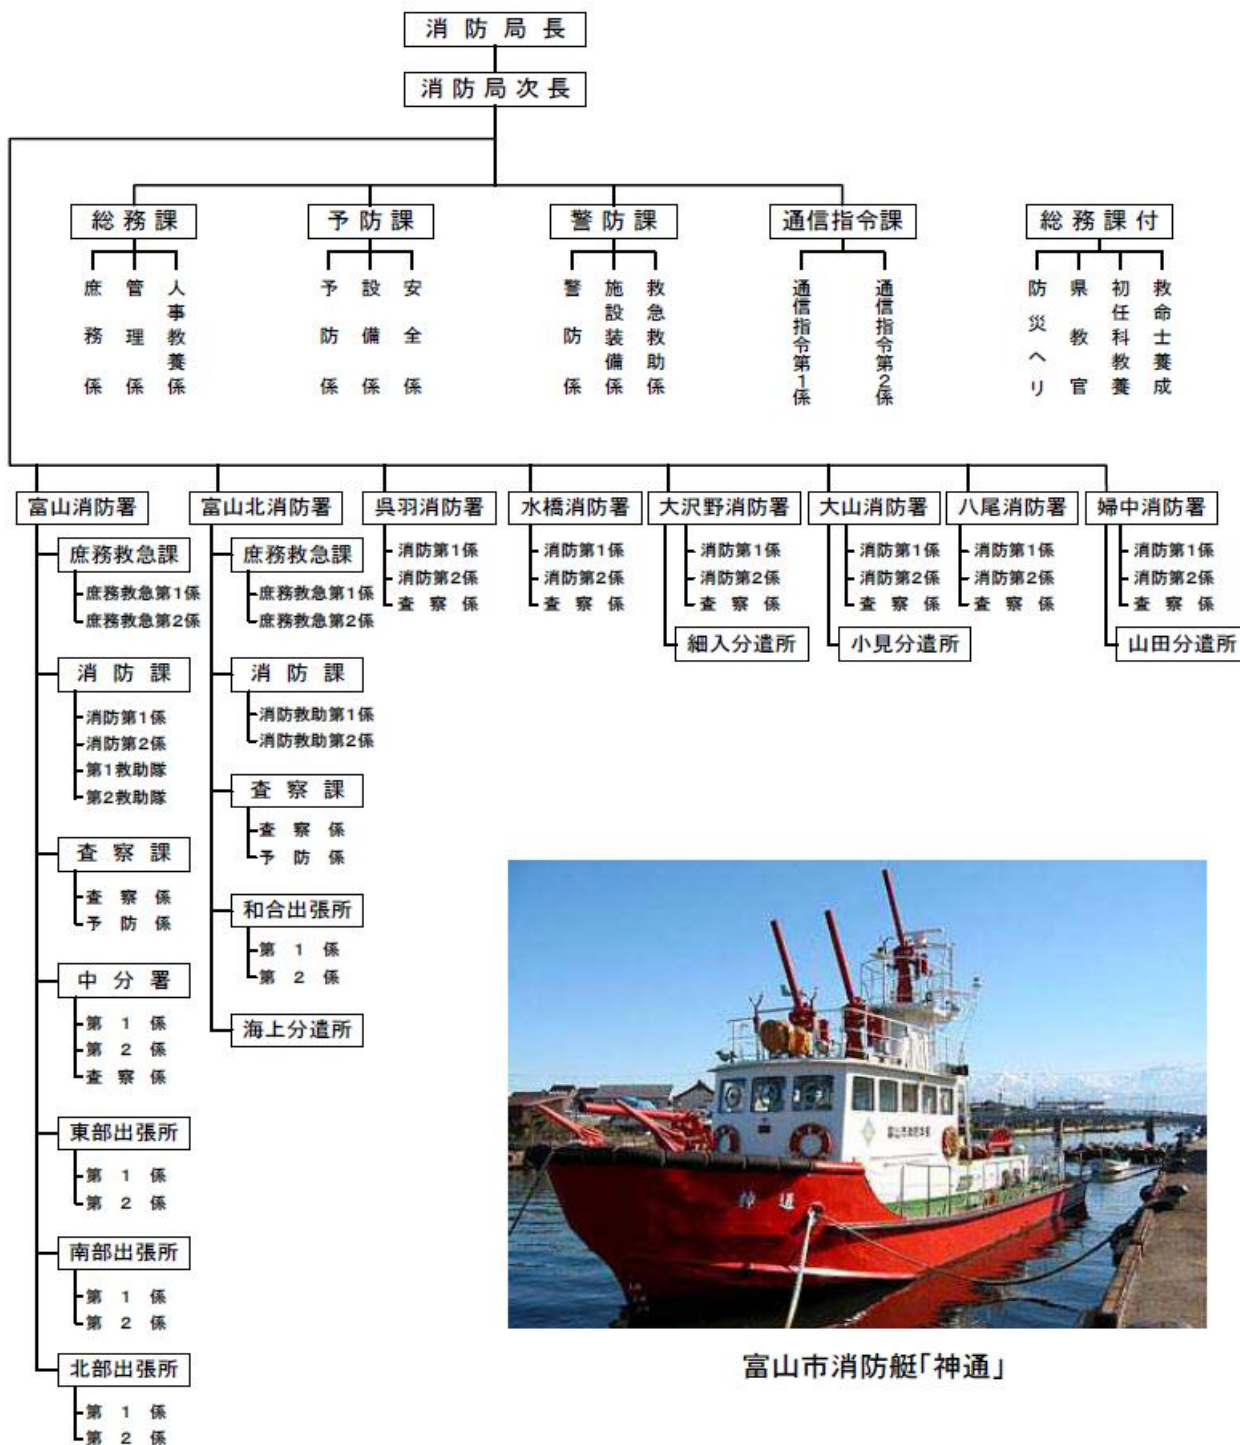 消防局長
消防局次長
総務課
庶務係
管理係
人事教養係
予防課
予防係
設備係
安全係
警防課
警防係
施設装備係
救急救助係
通信指令課
通信指令第1係
通信指令第2係
総務課付
防災ヘリ
県教官
初任科教養
救命士養成
富山消防署
庶務救急課
庶務救急第1係
庶務救急第2係
消防課
消防第1係
消防第2係
第1救助隊
第2救助隊
査察課
査察係
予防係
中分署
第1係
第2係
査察係
東部出張所
第1係
第2係
南部出張所
第1係
第2係
北部出張所
第1係
第2係
富山北消防署
庶務救急課
庶務救急第1係
庶務救急第2係
消防課
消防救助第1係
消防救助第2係
査察課
査察係
予防係
和合出張所
第1係
第2係
海上分遣所
呉羽消防署
消防第1係
消防第2係
査察係
水橋消防署
消防第1係
消防第2係
査察係
大沢野消防署
消防第1係
消防第2係
査察係
細入分遣所
大山消防署
消防第1係
消防第2係
査察係
小見分遣所
八尾消防署
消防第1係
消防第2係
査察係
婦中消防署
消防第1係
消防第2係
査察係
山田分遣所
富山市消防本部
神通
富山市消防艇「神通」